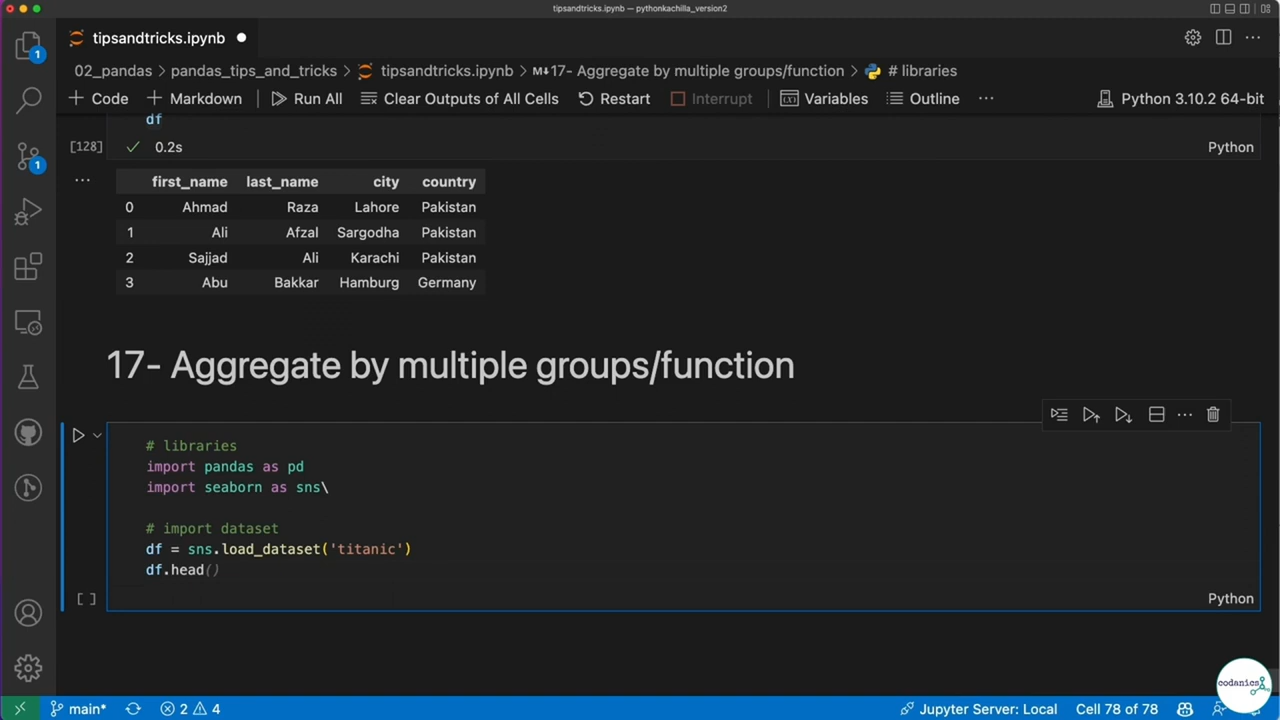 tipsandtricks.ipynb — pythonkachilla_version2
tipsandtricks.ipynb
02_pandas > pandas_tips_and_tricks > tipsandtricks.ipynb > M↓17- Aggregate by multiple groups/function > # libraries
+ Code + Markdown Run All Clear Outputs of All Cells Restart Interrupt Variables Outline ... Python 3.10.2 64-bit
df
[128] ✓ 0.2s Python
... first_name last_name city country
0 Ahmad Raza Lahore Pakistan
1 Ali Afzal Sargodha Pakistan
2 Sajjad Ali Karachi Pakistan
3 Abu Bakkar Hamburg Germany
17- Aggregate by multiple groups/function
# libraries
import pandas as pd
import seaborn as sns\
# import dataset
df = sns.load_dataset('titanic')
df.head()
[ ] Python
1
1
codanics
main* 2 4 Jupyter Server: Local Cell 78 of 78